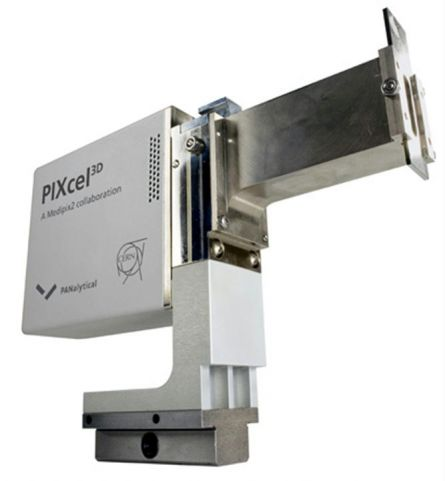 PIXcel3D
A Medipix2 collaboration
CERN
PANalytical